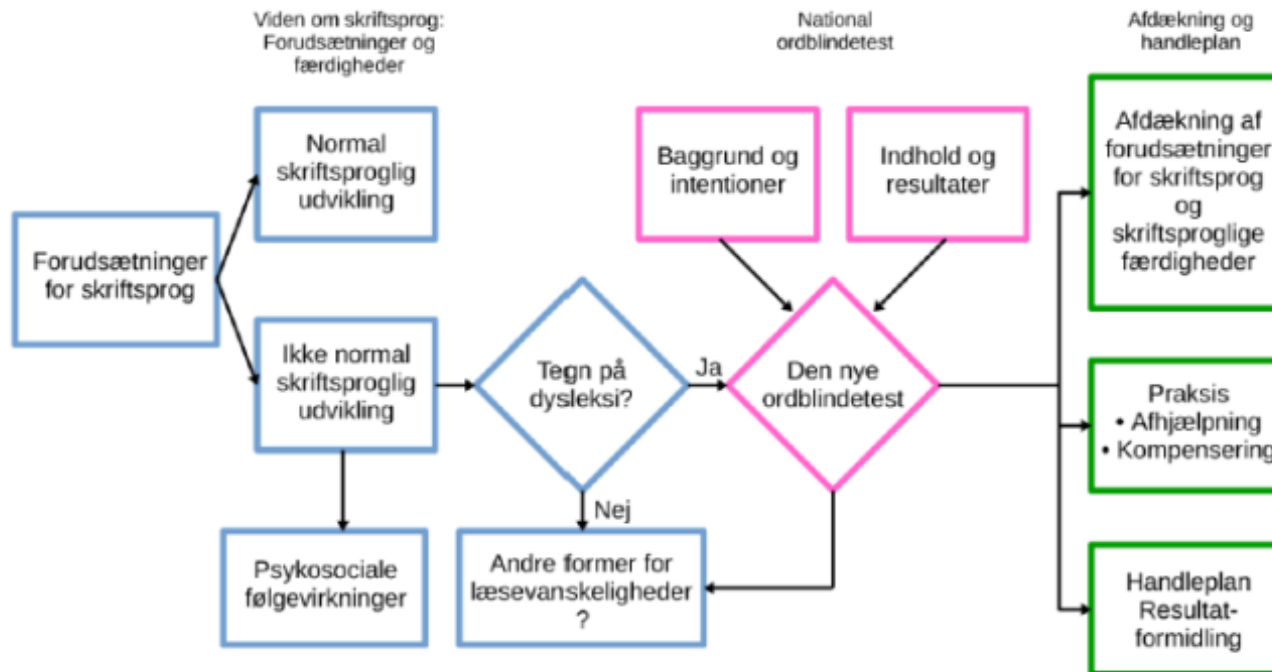 Viden om skriftsprog:
Forudsætninger og
færdigheder
National
ordblindetest
Afdækning og
handleplan
Forudsætninger
for skriftsprog
Normal
skriftsproglig
udvikling
Ikke normal
skriftsproglig
udvikling
Psykosociale
følgevirkninger
Tegn på
dysleksi?
Ja
Nej
Andre former for
læsevanskeligheder
?
Baggrund og
intentioner
Indhold og
resultater
Den nye
ordblindetest
Afdækning af
forudsætninger
for skriftsprog
og
skriftsproglige
færdigheder
Praksis
• Afhjælpning
• Kompensering
Handleplan
Resultat-
formidling